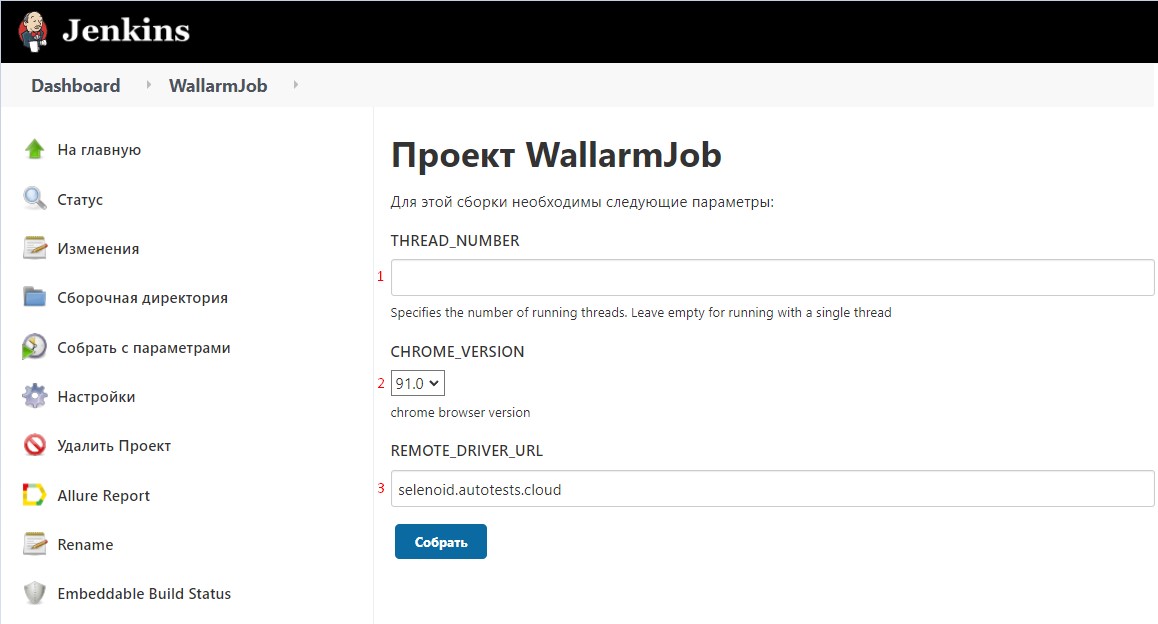 Jenkins
Dashboard WallarmJob
На главную
Статус
Изменения
Сборочная директория
Собрать с параметрами
Настройки
Удалить Проект
Allure Report
Rename
Embeddable Build Status
Проект WallarmJob
Для этой сборки необходимы следующие параметры:
THREAD_NUMBER
1
Specifies the number of running threads. Leave empty for running with a single thread
CHROME_VERSION
2 91.0
chrome browser version
REMOTE_DRIVER_URL
3 selenoid.autotests.cloud
Собрать